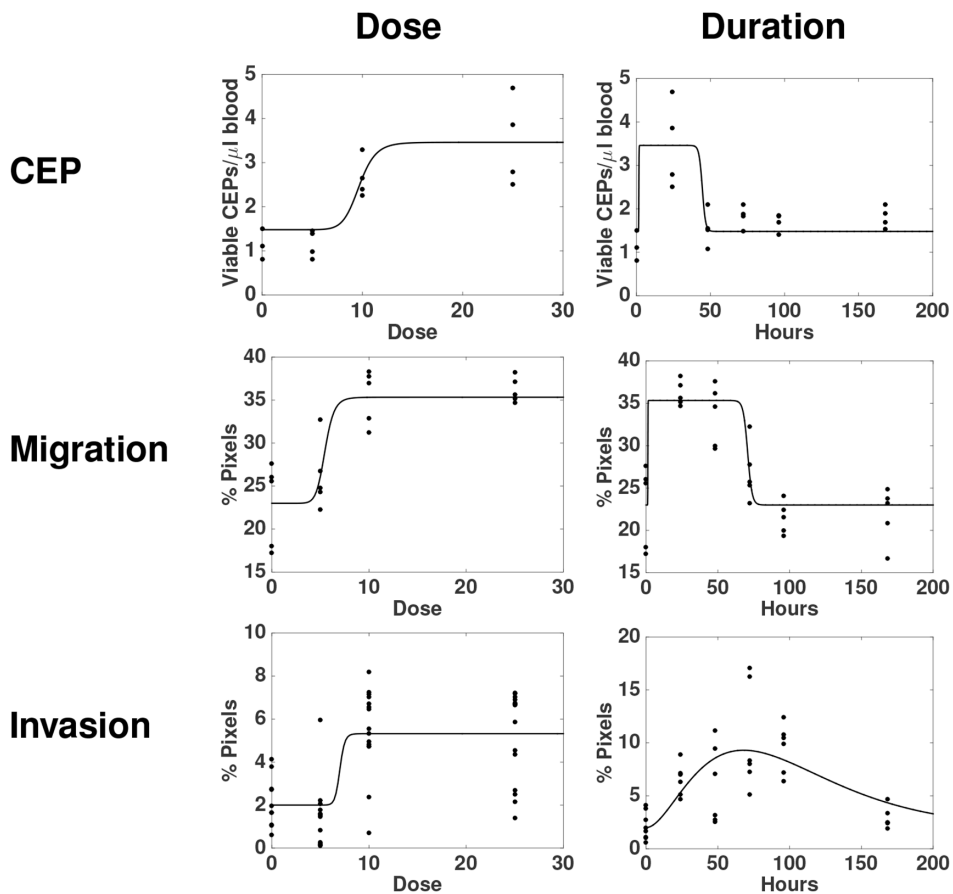 Dose Duration
CEP
Viable CEPs/μl blood
5
4
3
2
1
0
0 10 20 30
Dose
Viable CEPs/μl blood
5
4
3
2
1
0
0 50 100 150 200
Hours
Migration
% Pixels
40
35
30
25
20
15
0 10 20 30
Dose
% Pixels
40
35
30
25
20
15
0 50 100 150 200
Hours
Invasion
% Pixels
10
8
6
4
2
0
0 10 20 30
Dose
% Pixels
20
15
10
5
0
0 50 100 150 200
Hours